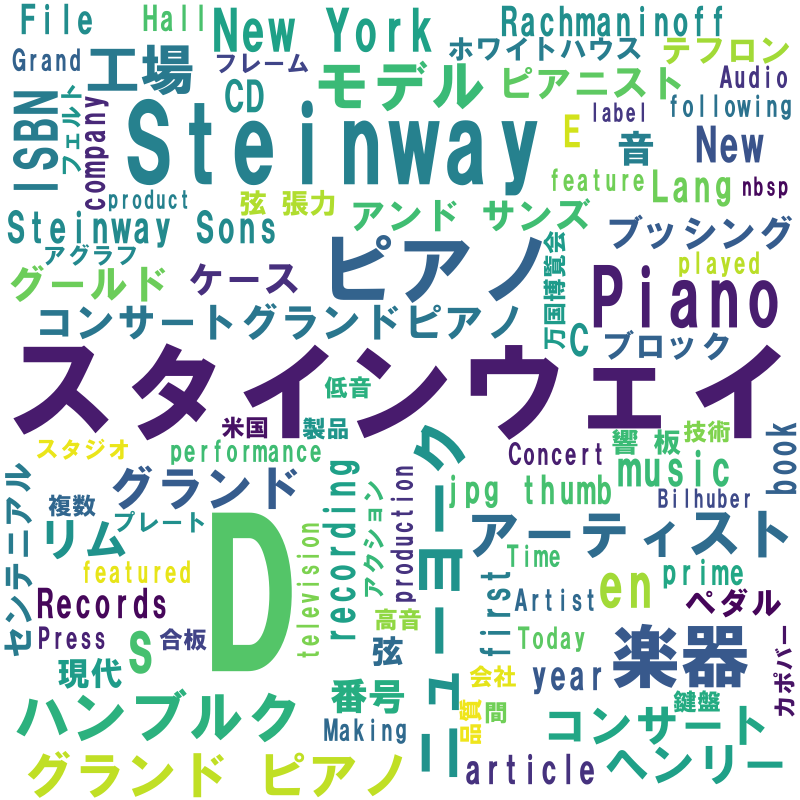 File
Hall
New York
Rachmaninoff
Grand
工場
フレーム
ホワイトハウス
テフロン
CD
モデル
ピアニスト
Audio
ISBN
フェルト
company
label
following
Steinway
E
音
New
product
弦 張力
feature
Lang
nbsp
Steinway Sons
アンド サンズ
ブッシング
アグラフ
グールド
ケース
ピアノ
万国博覧会
played
Piano
コンサートグランドピアノ
C
ブロック
スタインウェイ
低音
米国
製品
スタジオ
performance
ニューヨーク
Concert
響 板
技術
book
music
センテニアル
複数
グランド
recording
アクション
production
jpg thumb
Bilhuber
プレート
リム
D
television
アーティスト
featured
Time
en
prime
Records
first
Artist
ペダル
Press
S
合板
高音
弦
Today
楽器
カポバー
現代
会社
year
ハンブルク
番号
品質
間
鍵盤
Making
コンサート
グランド ピアノ
article
ヘンリー